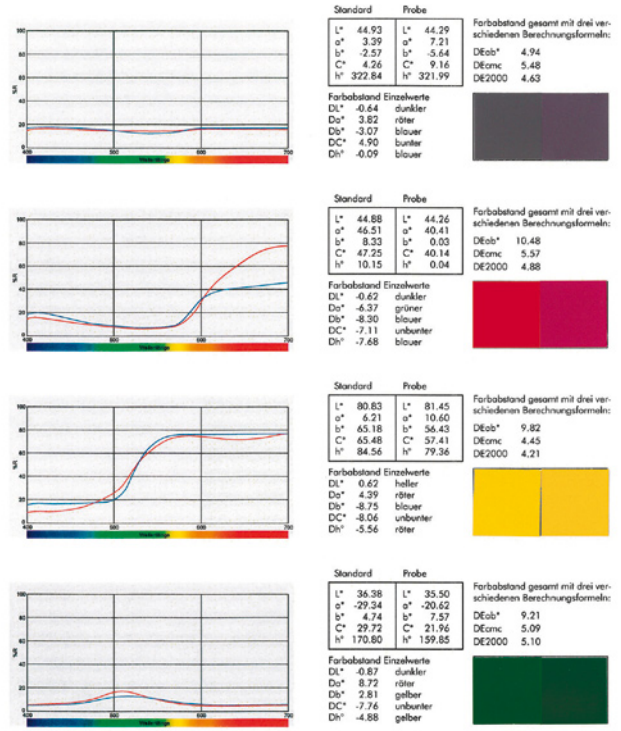 Standard Probe
L* 44.93 L* 44.29
a* 3.39 a* 7.21
b* -2.57 b* -5.64
C* 4.26 C* 9.16
h° 322.84 h° 321.99
Farbabstand Einzelwerte
DL* -0.64 dunkler
Da* 3.82 röter
Db* -3.07 blauer
DC* 4.90 bunter
Dh° -0.09 blauer
Farbabstand gesamt mit drei ver-
schiedenen Berechnungsformeln:
DEab* 4.94
DEcmc 5.48
DE2000 4.63
%R
100
80
60
40
20
0
400 500 600 700
Standard Probe
L* 44.88 L* 44.26
a* 46.51 a* 40.41
b* 8.33 b* 0.03
C* 47.25 C* 40.14
h° 10.15 h° 0.04
Farbabstand Einzelwerte
DL* -0.62 dunkler
Da* -6.37 grüner
Db* -8.30 blauer
DC* -7.11 unbunter
Dh° -7.68 blauer
Farbabstand gesamt mit drei ver-
schiedenen Berechnungsformeln:
DEab* 10.48
DEcmc 5.57
DE2000 4.88
%R
100
80
60
40
20
0
400 500 600 700
Standard Probe
L* 80.83 L* 81.45
a* 6.21 a* 10.60
b* 65.18 b* 56.43
C* 65.48 C* 57.41
h° 84.56 h° 79.36
Farbabstand Einzelwerte
DL* 0.62 heller
Da* 4.39 röter
Db* -8.75 blauer
DC* -8.06 unbunter
Dh° -5.56 röter
Farbabstand gesamt mit drei ver-
schiedenen Berechnungsformeln:
DEab* 9.82
DEcmc 4.45
DE2000 4.21
%R
100
80
60
40
20
0
400 500 600 700
Standard Probe
L* 36.38 L* 35.50
a* -29.34 a* -20.62
b* 4.74 b* 7.57
C* 29.72 C* 21.96
h° 170.80 h° 159.85
Farbabstand Einzelwerte
DL* -0.87 dunkler
Da* 8.72 röter
Db* 2.81 gelber
DC* -7.76 unbunter
Dh° -4.88 gelber
Farbabstand gesamt mit drei ver-
schiedenen Berechnungsformeln:
DEab* 9.21
DEcmc 5.09
DE2000 5.10
%R
100
80
60
40
20
0
400 500 600 700